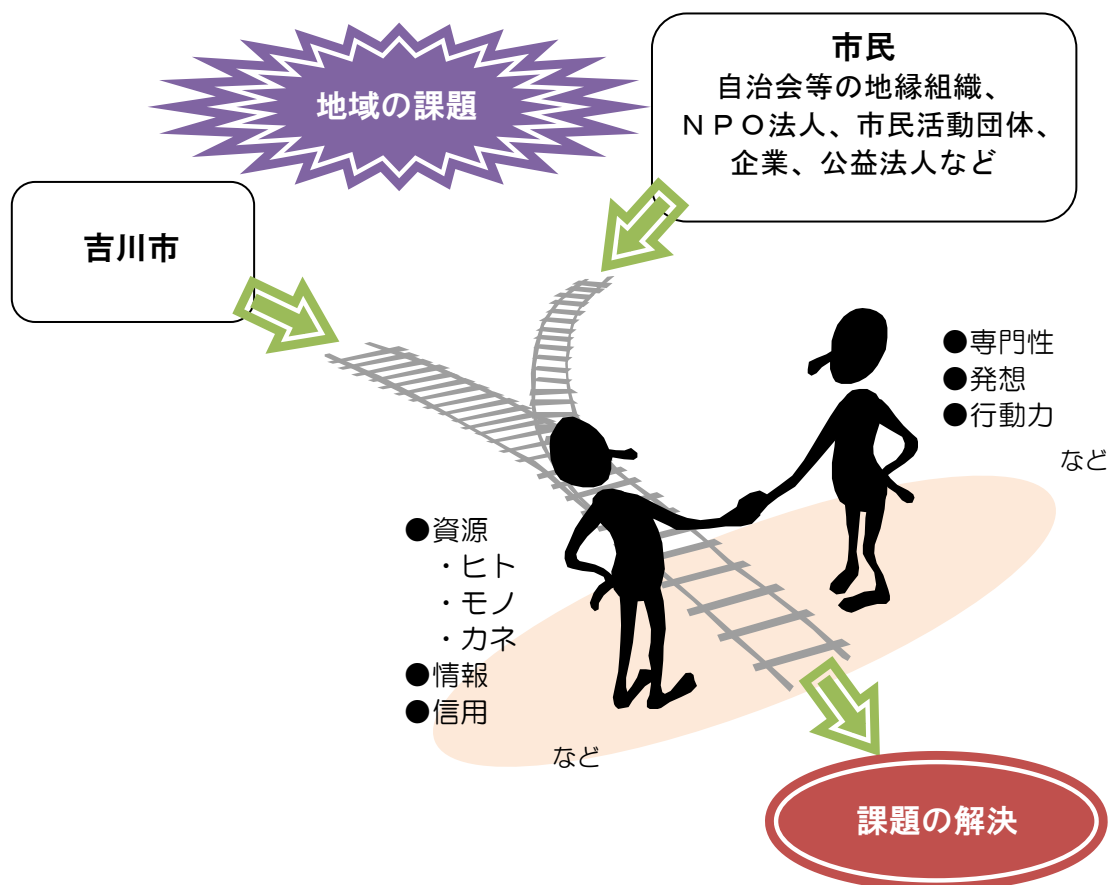 地域の課題
市民
自治会等の地縁組織、
ＮＰＯ法人、市民活動団体、
企業、公益法人など
吉川市
●専門性
●発想
●行動力
など
●資源
・ヒト
・モノ
・カネ
●情報
●信用
など
課題の解決